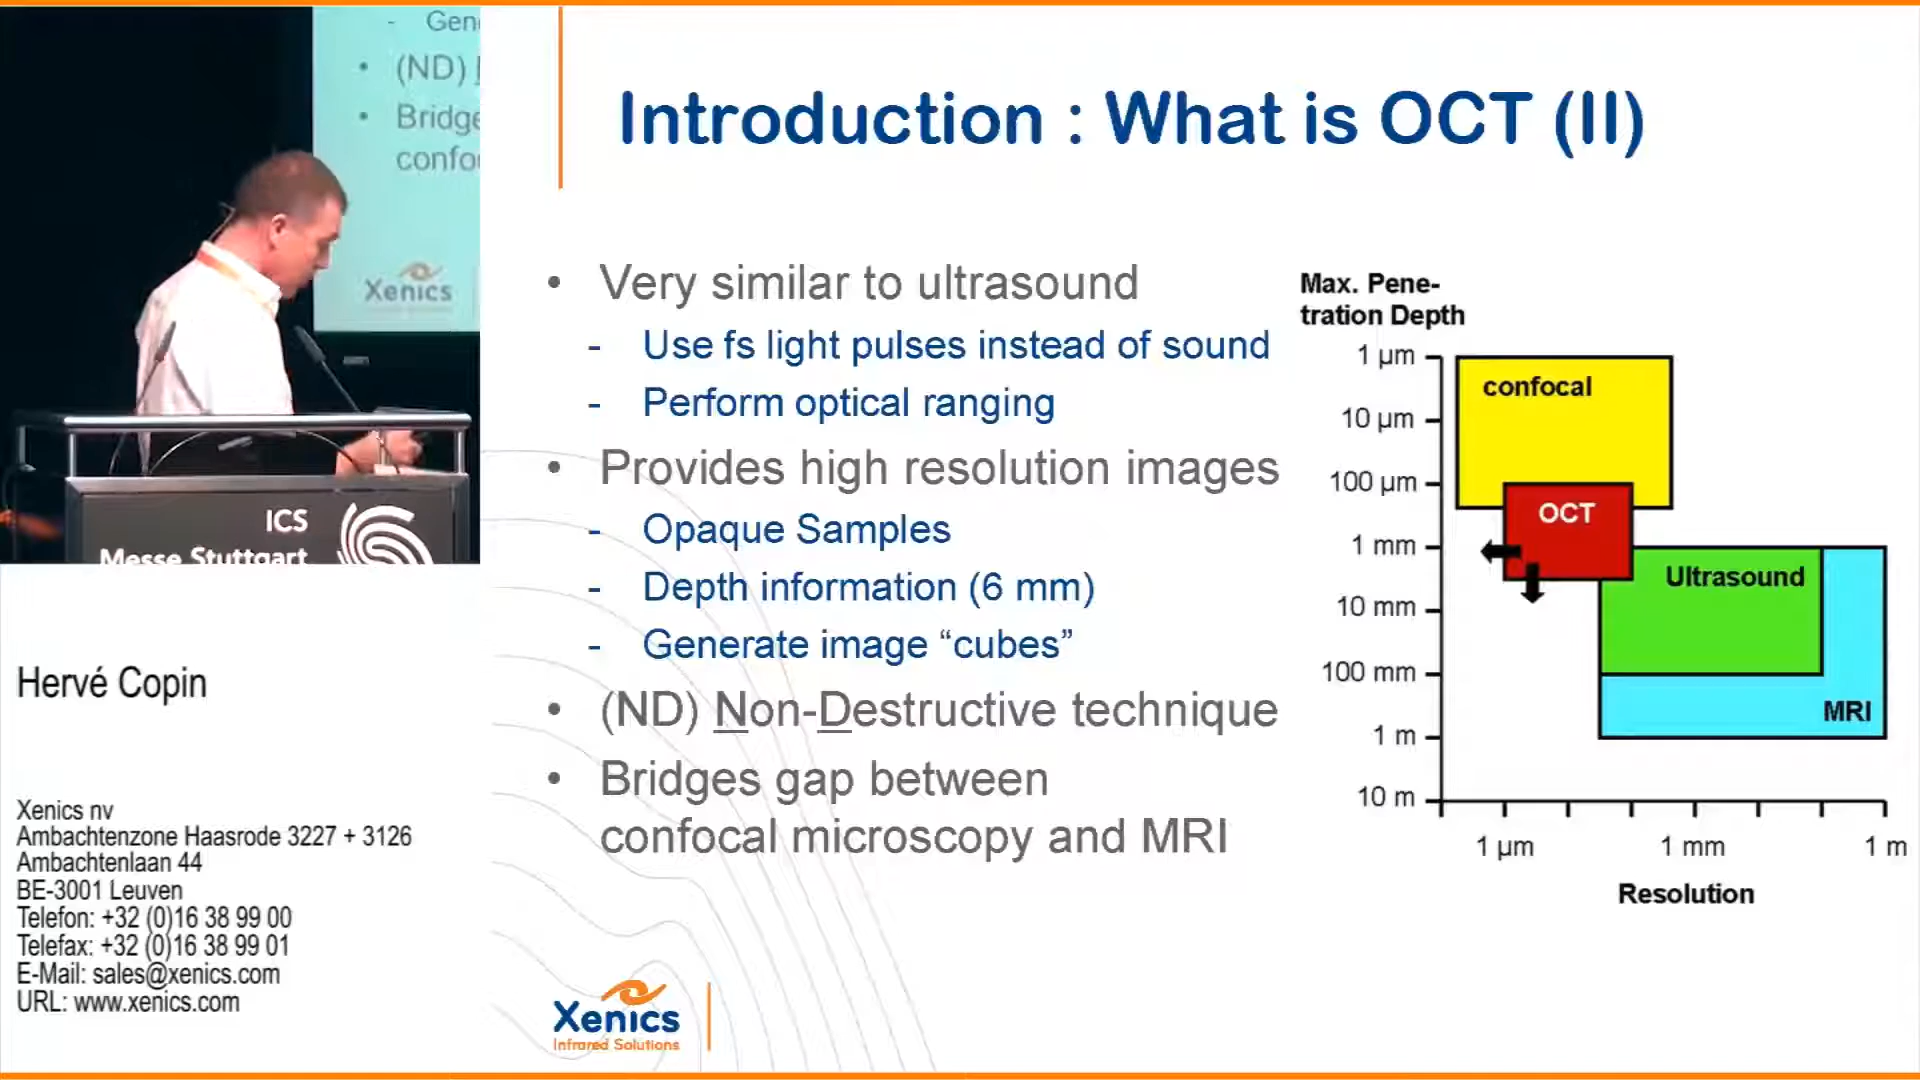 Gen
(ND)
Bridge
confo
Xenics
ICS
Messe Stuttgart
Hervé Copin
Xenics nv
Ambachtenzone Haasrode 3227 + 3126
Ambachtenlaan 44
BE-3001 Leuven
Telefon: +32 (0)16 38 99 00
Telefax: +32 (0)16 38 99 01
E-Mail: sales@xenics.com
URL: www.xenics.com
Introduction : What is OCT (II)
• Very similar to ultrasound
- Use fs light pulses instead of sound
- Perform optical ranging
• Provides high resolution images
- Opaque Samples
- Depth information (6 mm)
- Generate image “cubes”
• (ND) Non-Destructive technique
• Bridges gap between
confocal microscopy and MRI
Max. Pene-
tration Depth
1 µm
10 µm
100 µm
1 mm
10 mm
100 mm
1 m
10 m
confocal
OCT
Ultrasound
MRI
1 µm 1 mm 1 m
Resolution
Xenics
Infrared Solutions